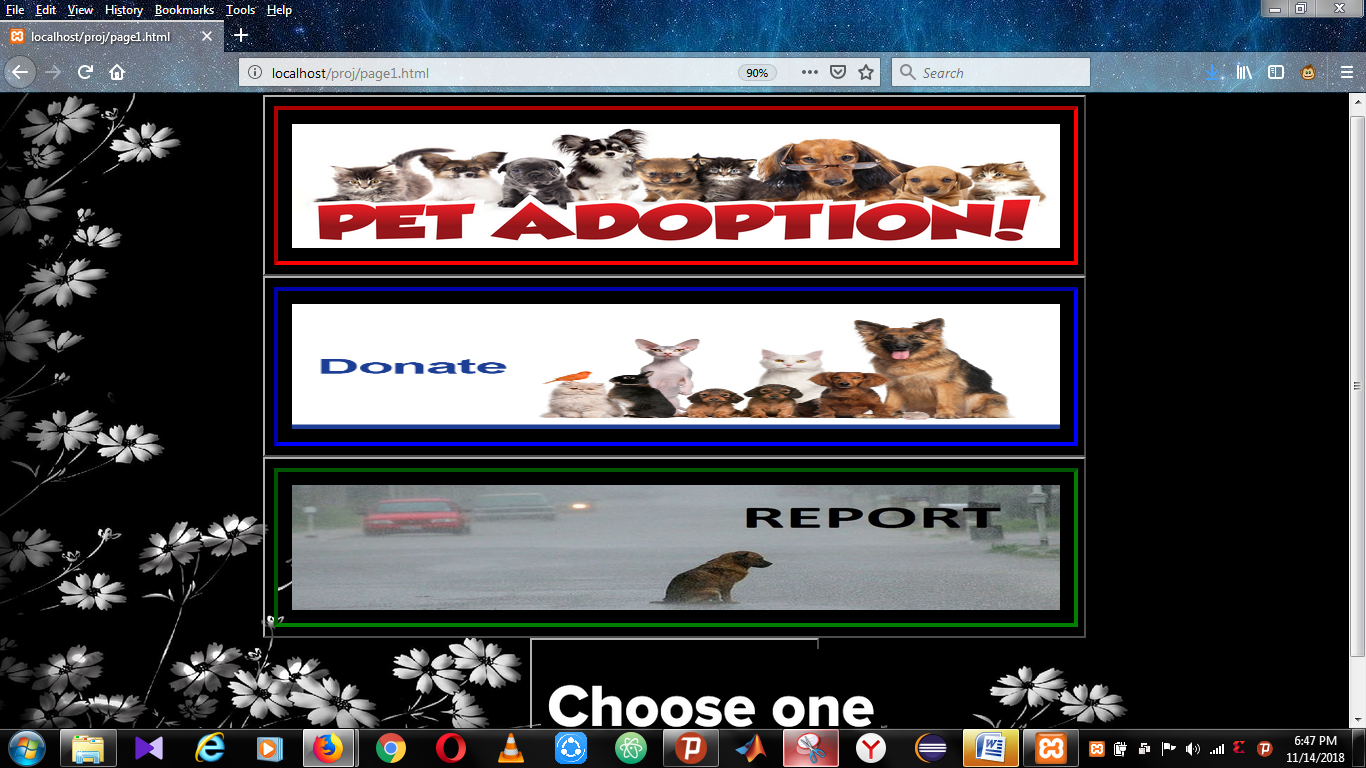 File Edit View History Bookmarks Tools Help
localhost/proj/page1.html
localhost/proj/page1.html 90% Search
PET ADOPTION!
Donate
REPORT
Choose one
6:47 PM
11/14/2018